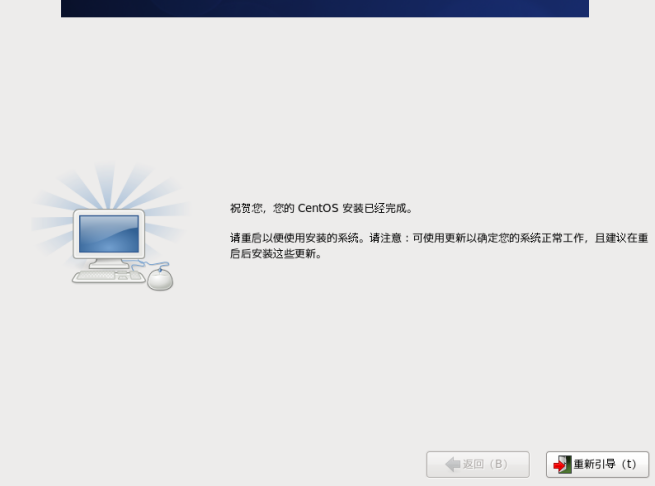 祝贺您，您的 CentOS 安装已经完成。
请重启以便使用安装的系统。请注意：可使用更新以确定您的系统正常工作，且建议在重
启后安装这些更新。
返回（B）
重新引导（t）